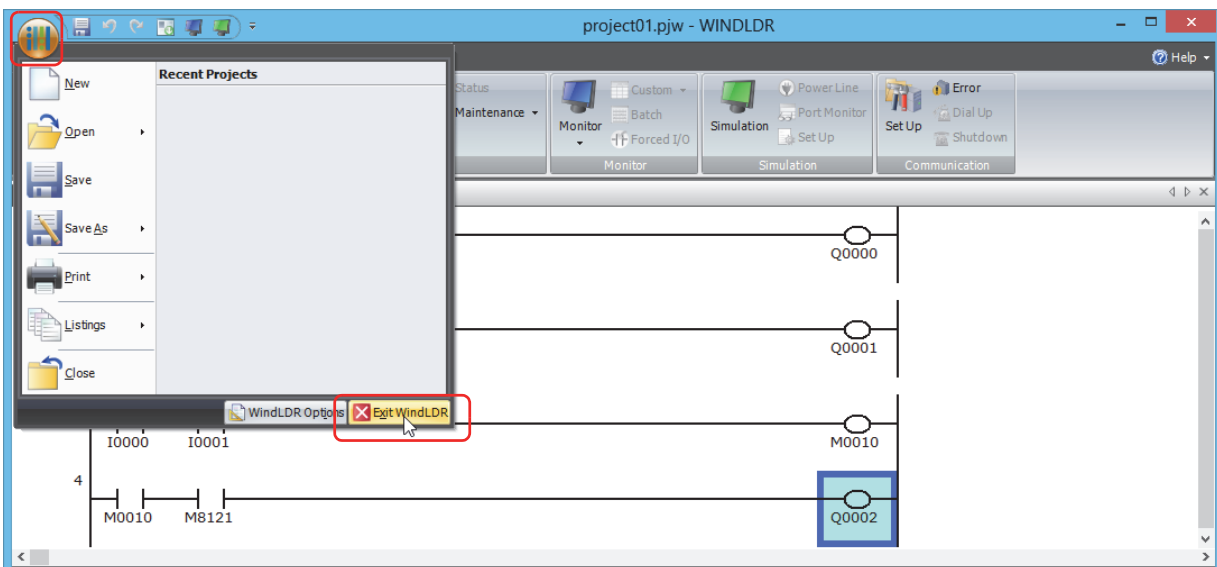 project01.pjw - WINDLDR
Help
New
Open
Save
Save As
Print
Listings
Close
Recent Projects
WindLDR Options
Exit WindLDR
Status
Maintenance
Monitor
Custom
Batch
Forced I/O
Monitor
Simulation
Power Line
Port Monitor
Set Up
Simulation
Set Up
Error
Dial Up
Shutdown
Communication
Q0000
Q0001
I0000 I0001 M0010
4
M0010 M8121 Q0002